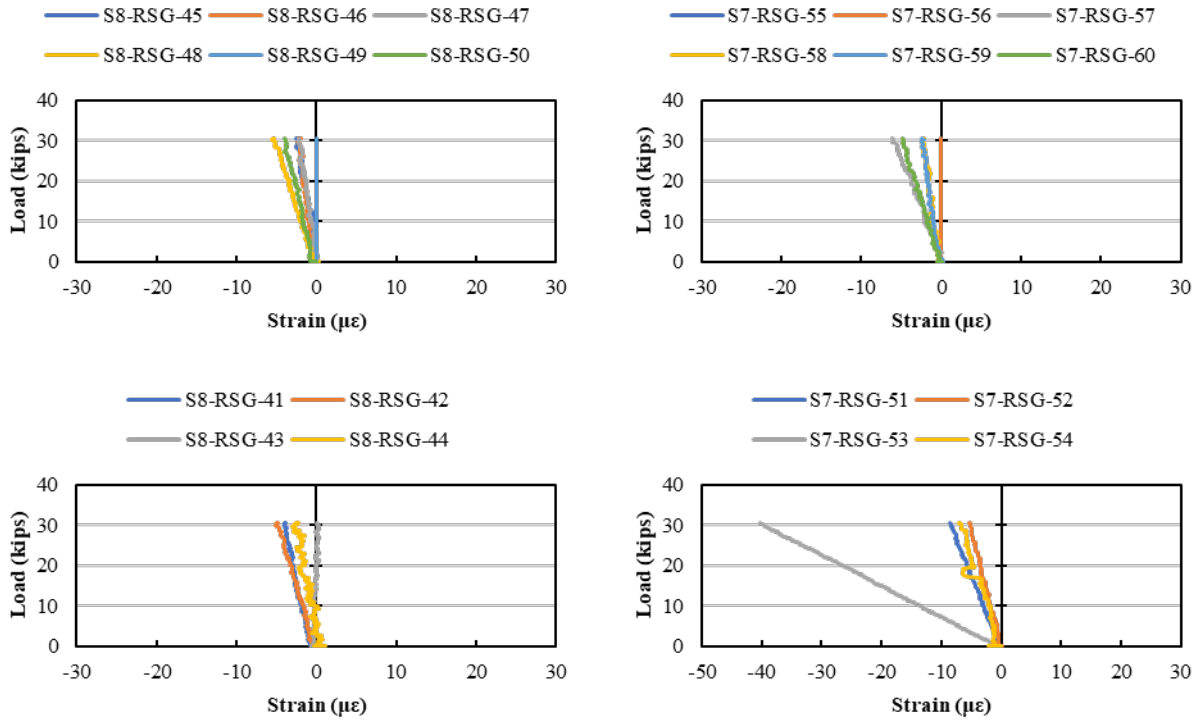 S8-RSG-45 S8-RSG-46 S8-RSG-47
S8-RSG-48 S8-RSG-49 S8-RSG-50
40
30
20
10
0
Load (kips)
-30 -20 -10 0 10 20 30
Strain (με)
S7-RSG-55 S7-RSG-56 S7-RSG-57
S7-RSG-58 S7-RSG-59 S7-RSG-60
40
30
20
10
0
Load (kips)
-30 -20 -10 0 10 20 30
Strain (με)
S8-RSG-41 S8-RSG-42
S8-RSG-43 S8-RSG-44
40
30
20
10
0
Load (kips)
-30 -20 -10 0 10 20 30
Strain (με)
S7-RSG-51 S7-RSG-52
S7-RSG-53 S7-RSG-54
40
30
20
10
0
Load (kips)
-50 -40 -30 -20 -10 0 10 20 30
Strain (με)